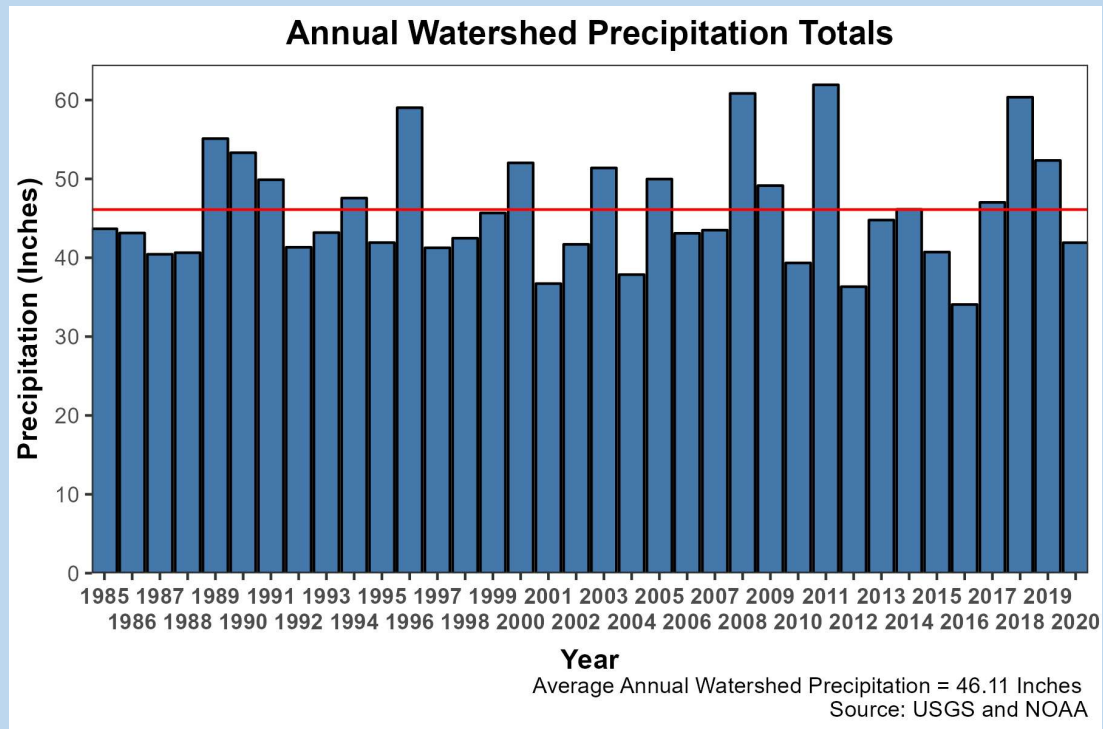 Annual Watershed Precipitation Totals
Precipitation (Inches)
60
50
40
30
20
10
0
1985 1987 1989 1991 1993 1995 1997 1999 2001 2003 2005 2007 2009 2011 2013 2015 2017 2019
1986 1988 1990 1992 1994 1996 1998 2000 2002 2004 2006 2008 2010 2012 2014 2016 2018 2020
Year
Average Annual Watershed Precipitation = 46.11 Inches
Source: USGS and NOAA